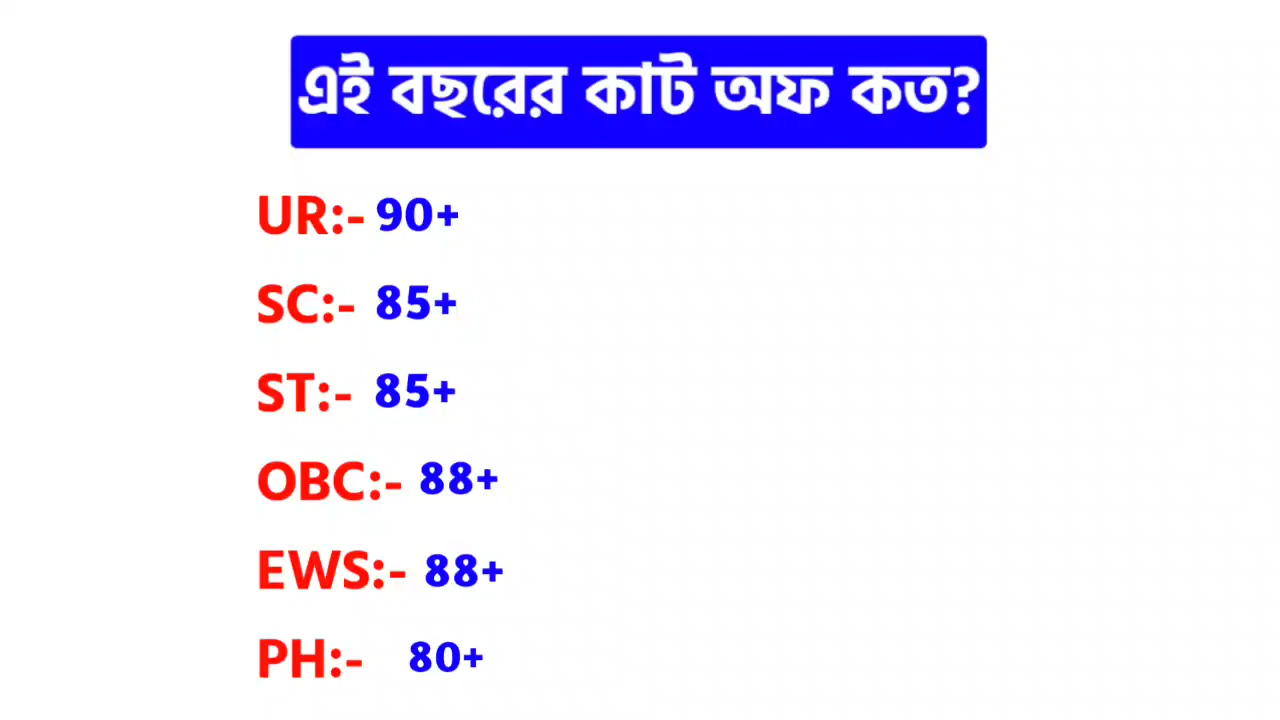 এই বছরের কাট অফ কত?
UR:- 90+
SC:- 85+
ST:- 85+
OBC:- 88+
EWS:- 88+
PH:- 80+